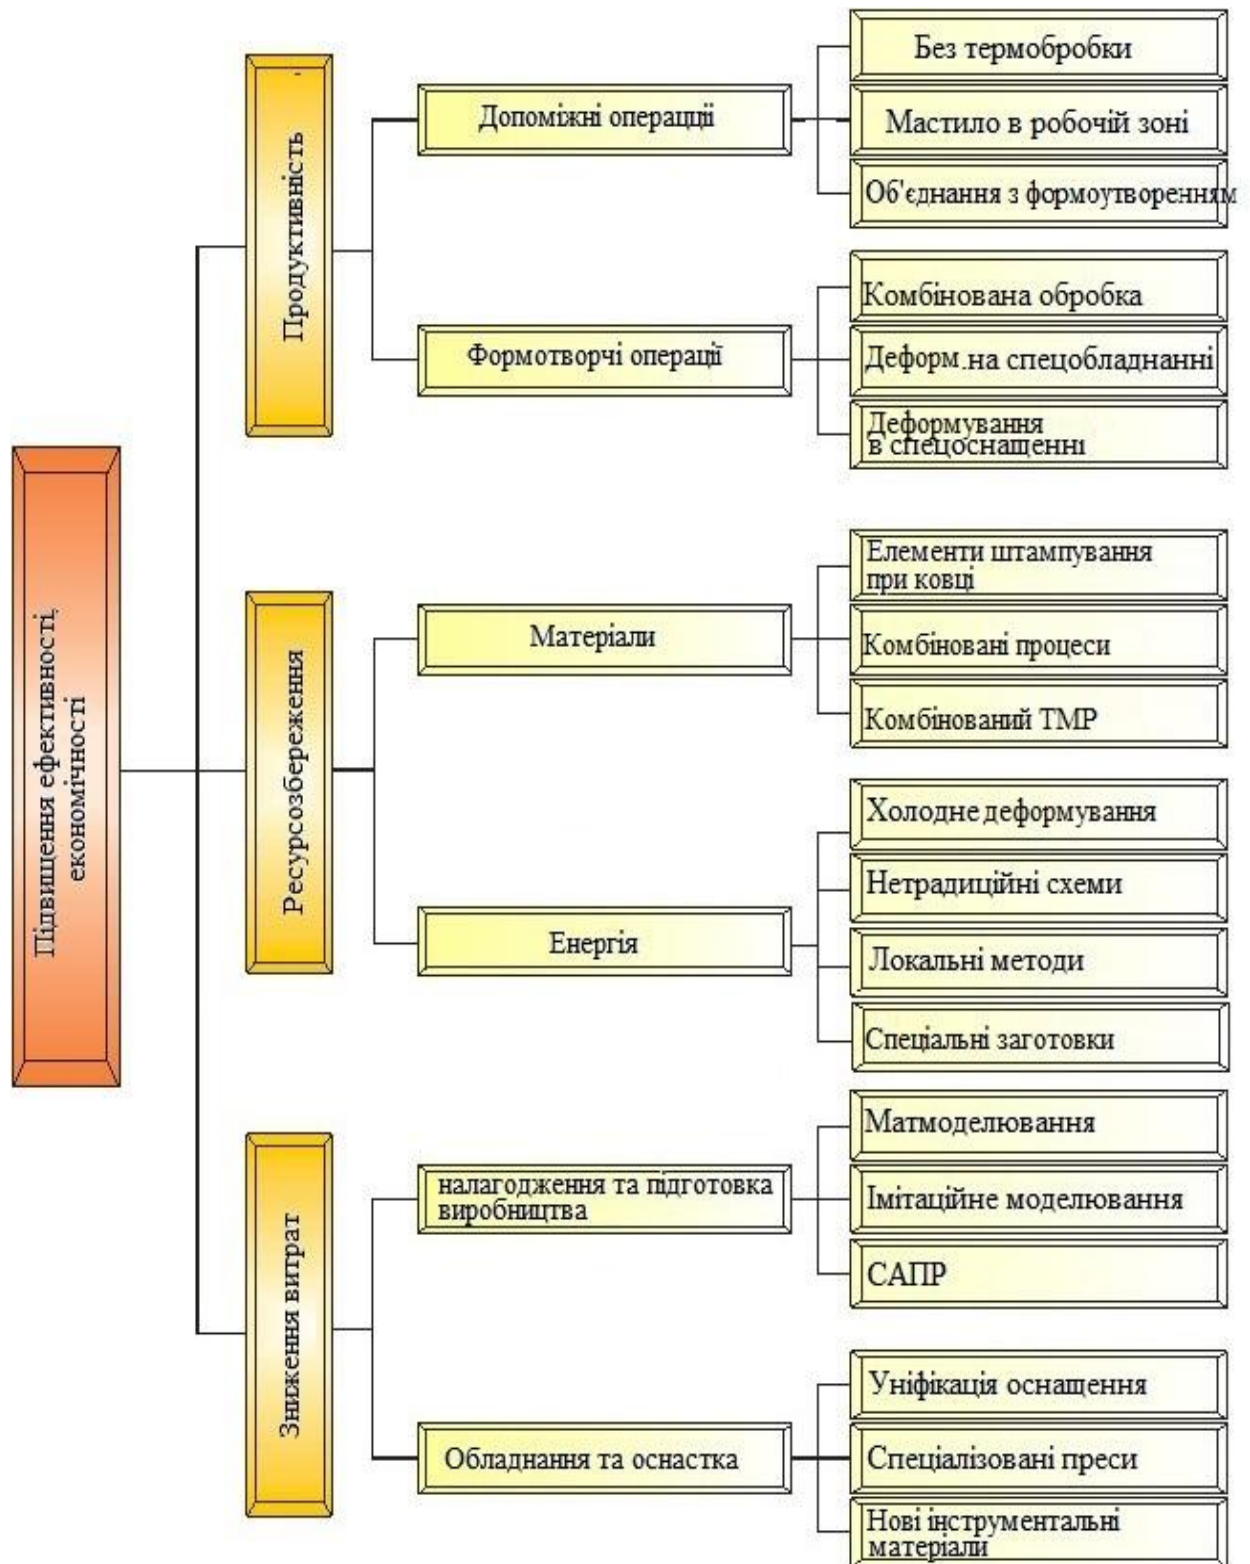 Підвищення ефективності,
економічності
Продуктивність
Допоміжні операцції
Без термобробки
Мастило в робочій зоні
Об'єднання з формоутворенням
Формотворчі операції
Комбінована обробка
Деформ.на спецобладнанні
Деформування
в спецоснащенні
Ресурсозбереження
Матеріали
Елементи штампування
при ковці
Комбіновані процеси
Комбінований ТМР
Енергія
Холодне деформування
Нетрадиційні схеми
Локальні методи
Спеціальні заготовки
Зниження витрат
налагодження та підготовка
виробництва
Матмоделювання
Імітаційне моделювання
САПР
Обладнання та оснастка
Уніфікація оснащення
Спеціалізовані преси
Нові інструментальні
матеріали